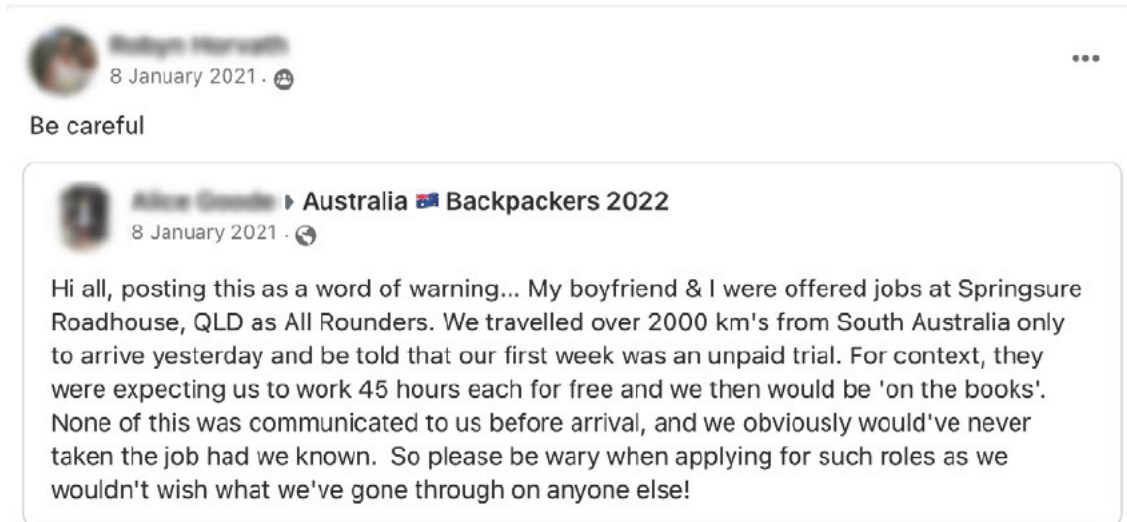 8 January 2021 ·
Be careful
Australia 🇦🇺 Backpackers 2022
8 January 2021 ·
Hi all, posting this as a word of warning... My boyfriend & I were offered jobs at Springsure
Roadhouse, QLD as All Rounders. We travelled over 2000 km's from South Australia only
to arrive yesterday and be told that our first week was an unpaid trial. For context, they
were expecting us to work 45 hours each for free and we then would be 'on the books'.
None of this was communicated to us before arrival, and we obviously would've never
taken the job had we known.  So please be wary when applying for such roles as we
wouldn't wish what we've gone through on anyone else!